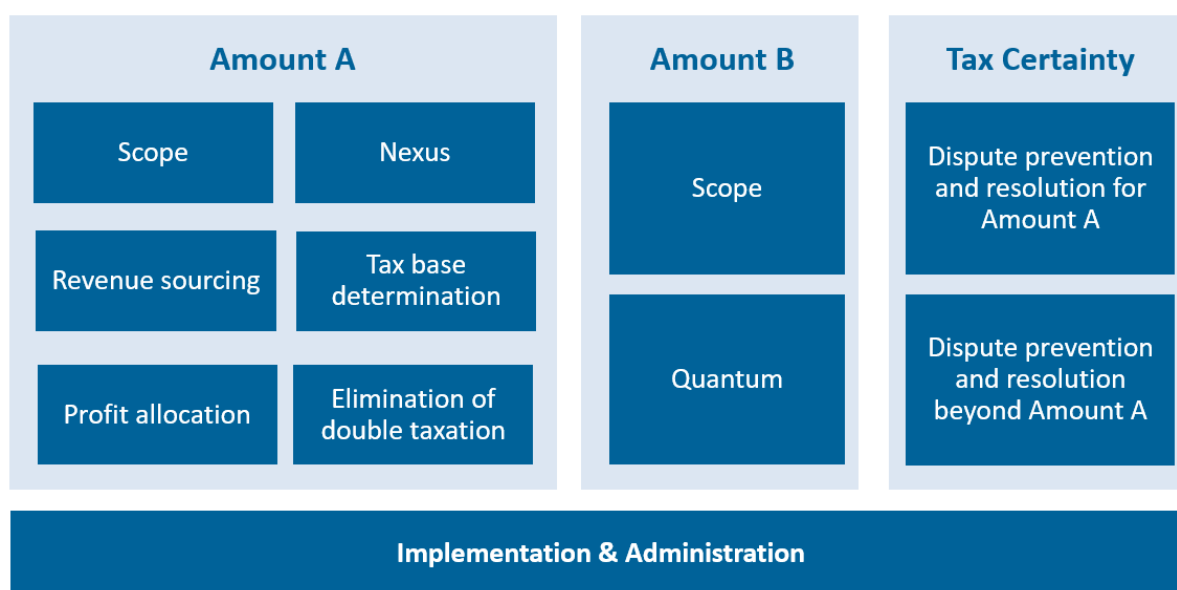 Amount A
Scope
Nexus
Revenue sourcing
Tax base
determination
Profit allocation
Elimination of
double taxation
Amount B
Scope
Quantum
Tax Certainty
Dispute prevention
and resolution for
Amount A
Dispute prevention
and resolution
beyond Amount A
Implementation & Administration